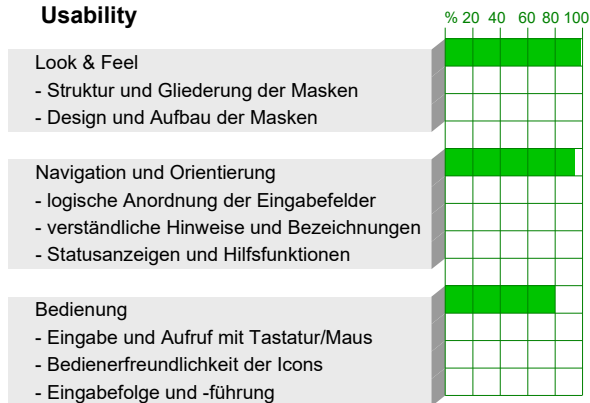 Usability
% 20 40 60 80 100
Look & Feel
- Struktur und Gliederung der Masken
- Design und Aufbau der Masken
Navigation und Orientierung
- logische Anordnung der Eingabefelder
- verständliche Hinweise und Bezeichnungen
- Statusanzeigen und Hilfsfunktionen
Bedienung
- Eingabe und Aufruf mit Tastatur/Maus
- Bedienerfreundlichkeit der Icons
- Eingabefolge und -führung